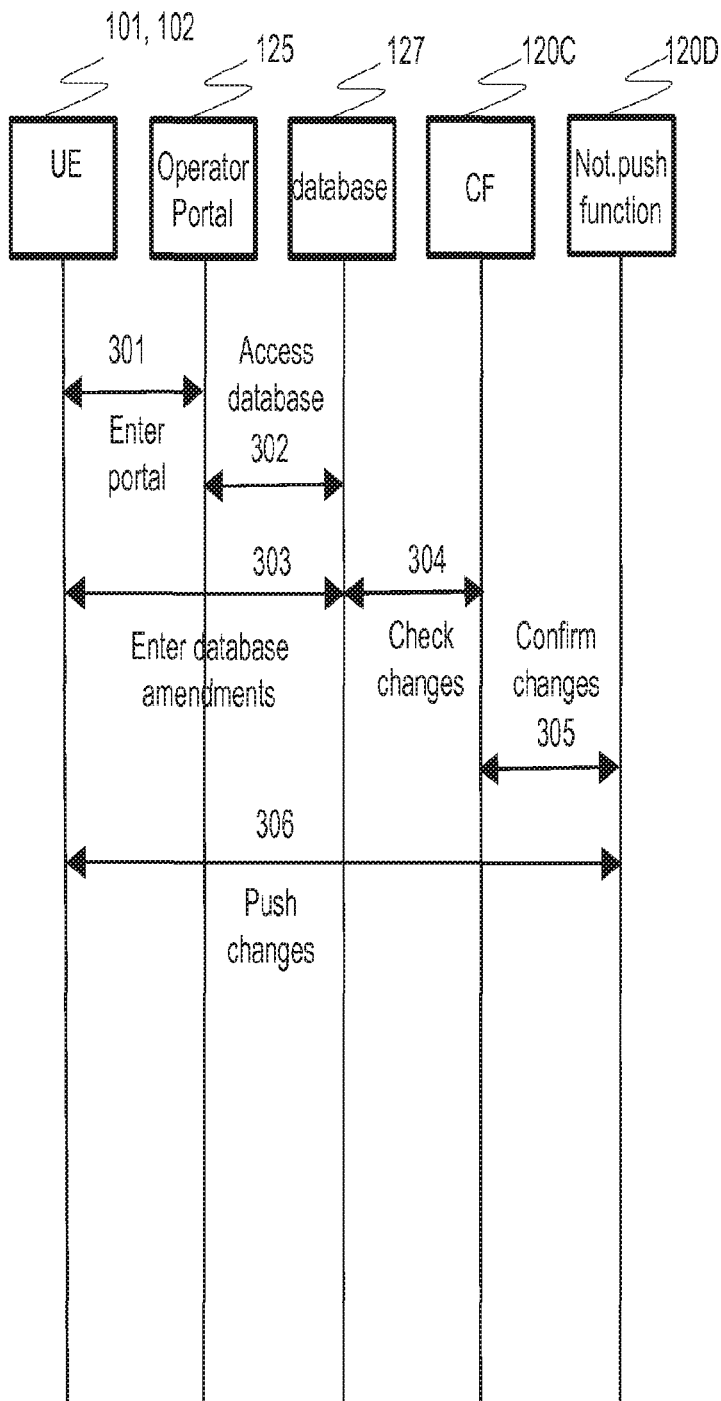 101, 102
125
127
120C
120D
UE
Operator
Portal
database
CF
Not.push
function
301
Enter
portal
Access
database
302
303
Enter database
amendments
304
Check
changes
Confirm
changes
305
306
Push
changes